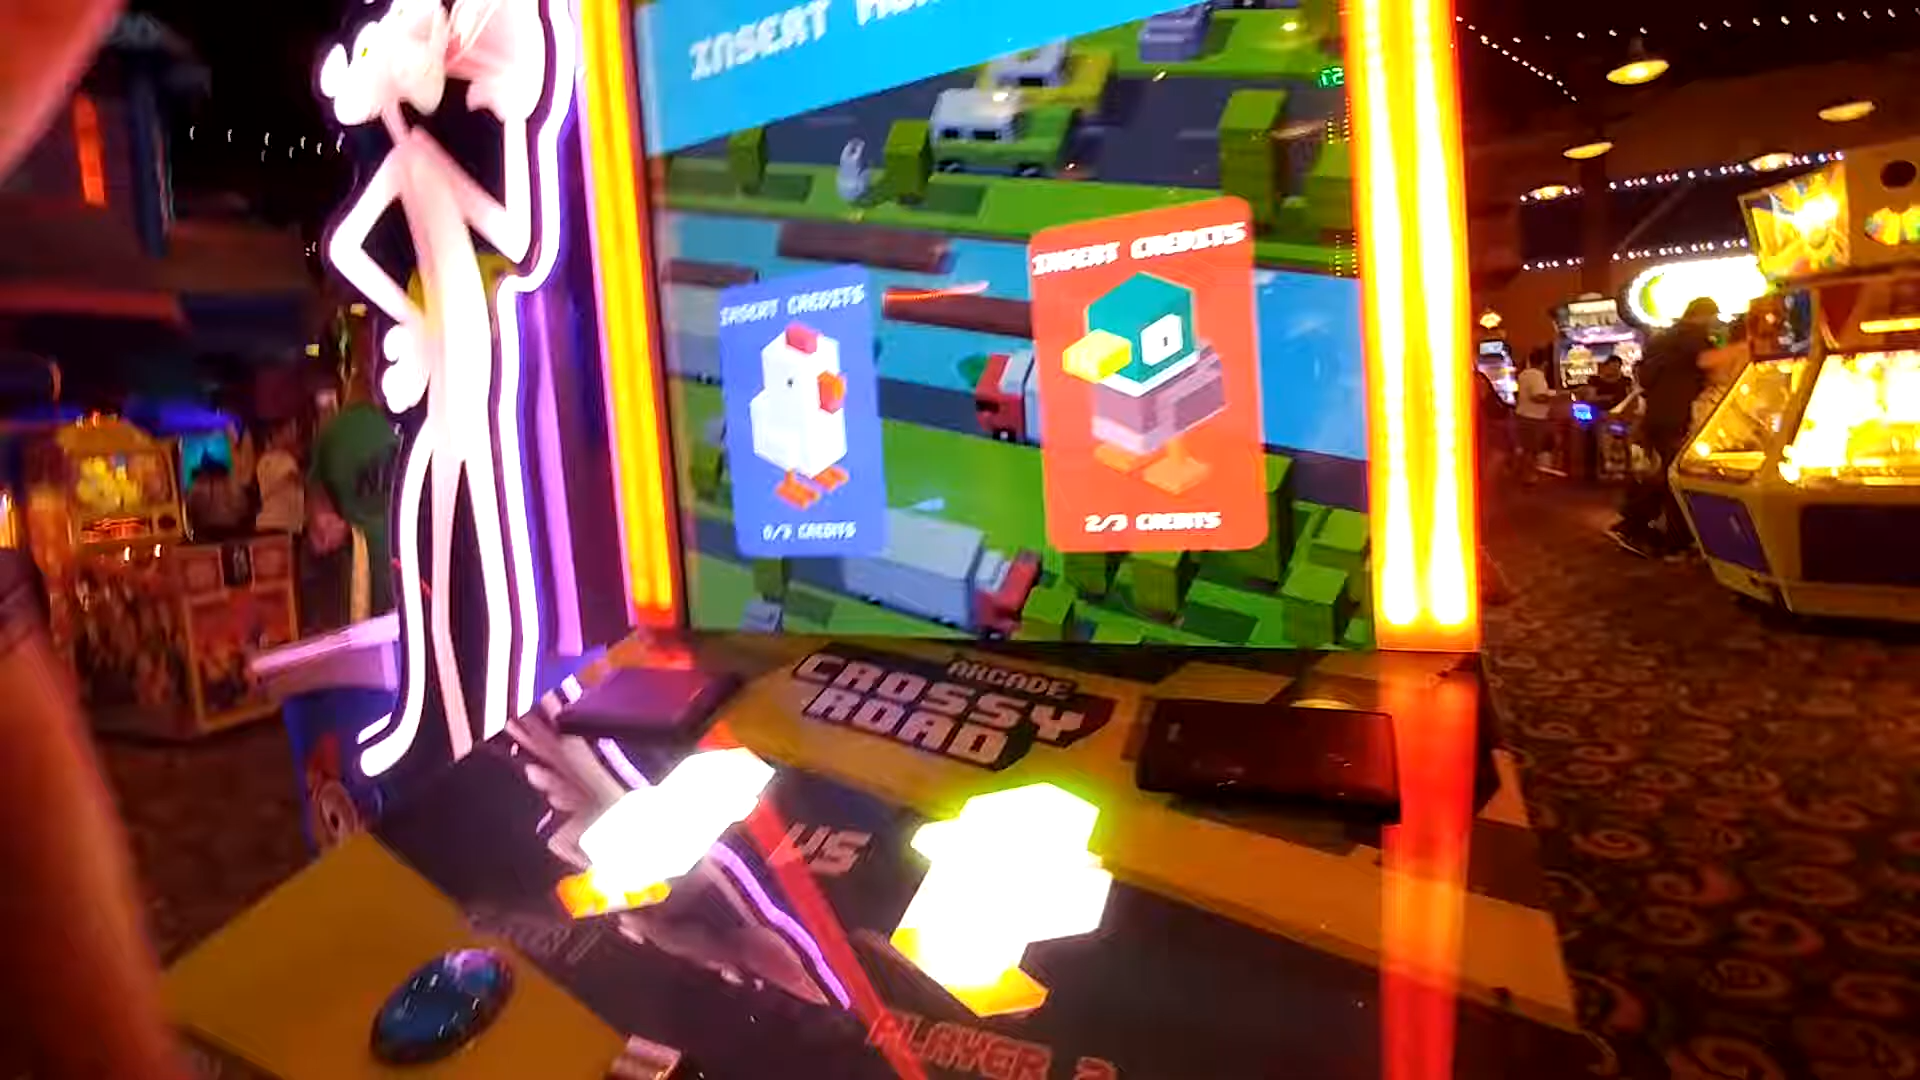 INSERT
INSERT CREDITS
INSERT CREDITS
0/3 CREDITS
2/3 CREDITS
ARCADE
CROSSY
ROAD
VS
PLAYER 2